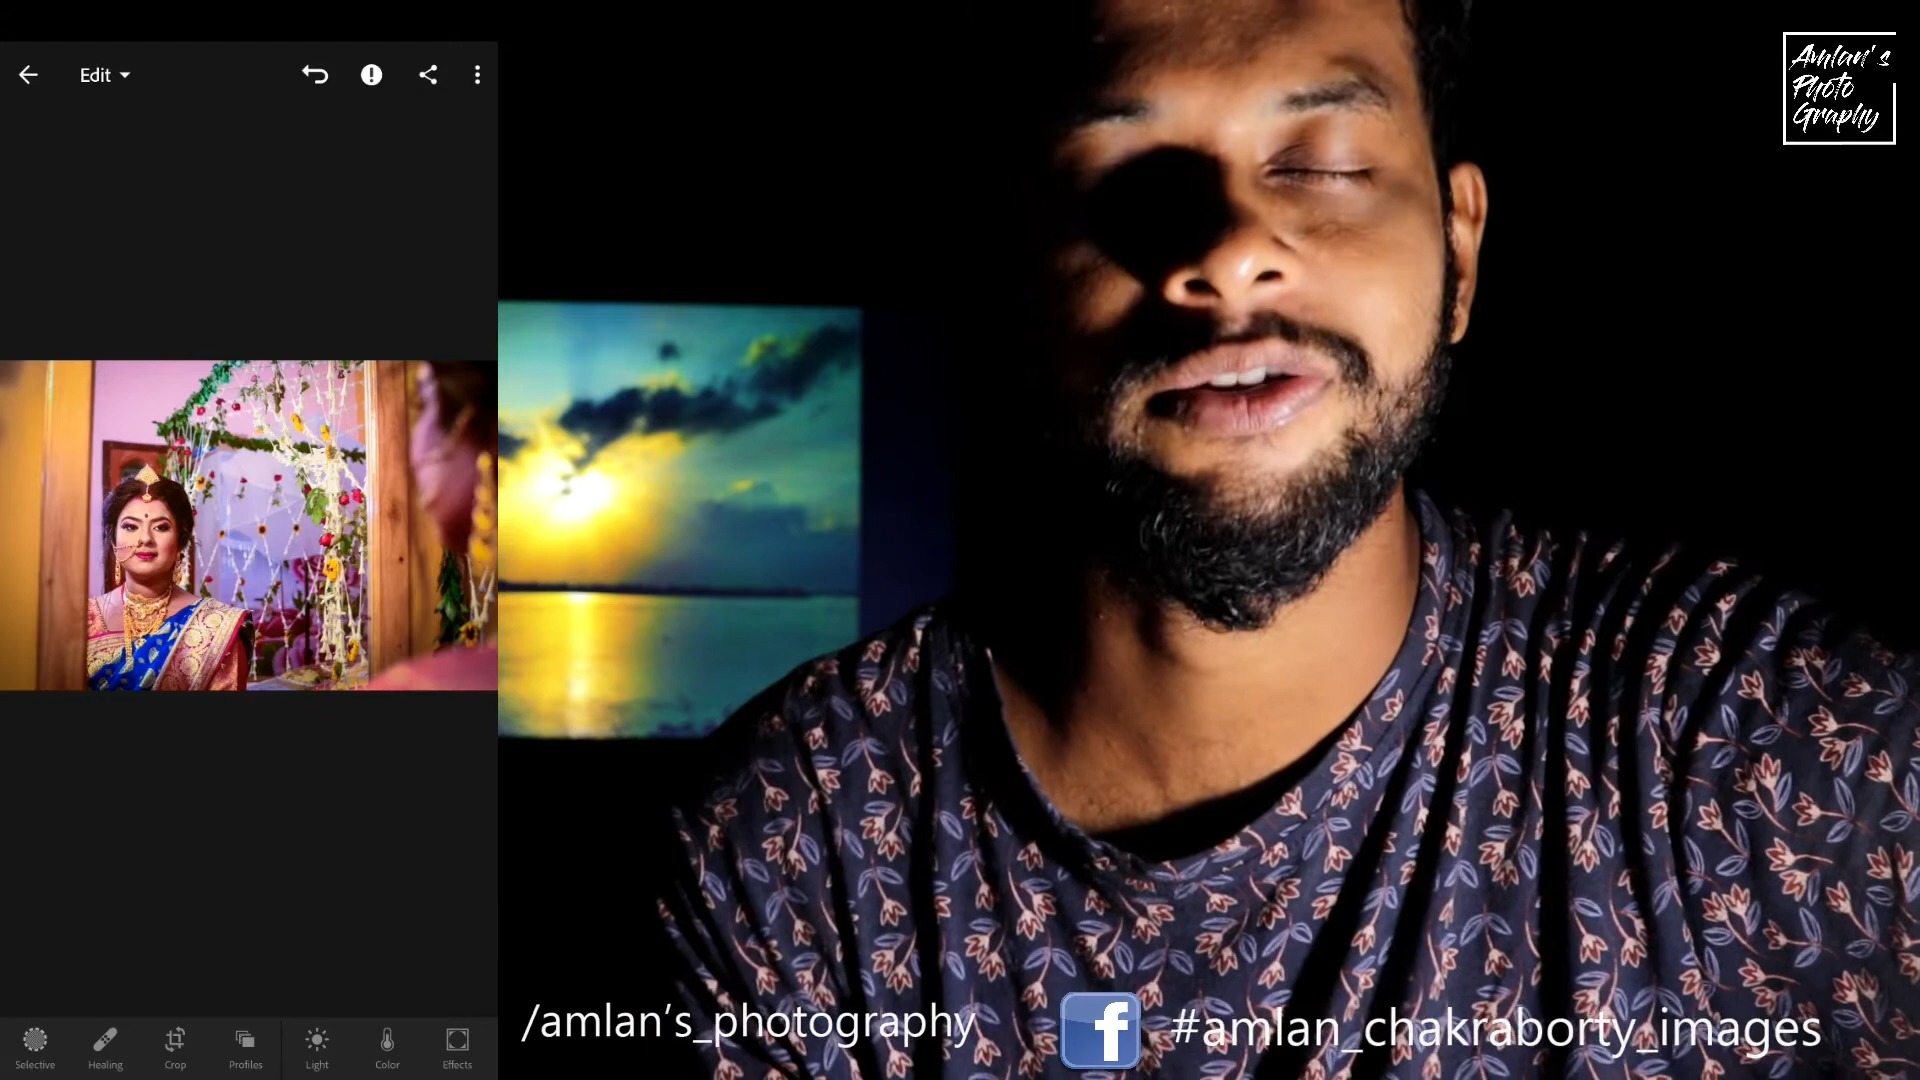 Edit
Amlan's
Photo
Graphy
Selective
Healing
Crop
Profiles
Light
Color
Effects
/amlan's_photography
f
#amlan_chakraborty_images